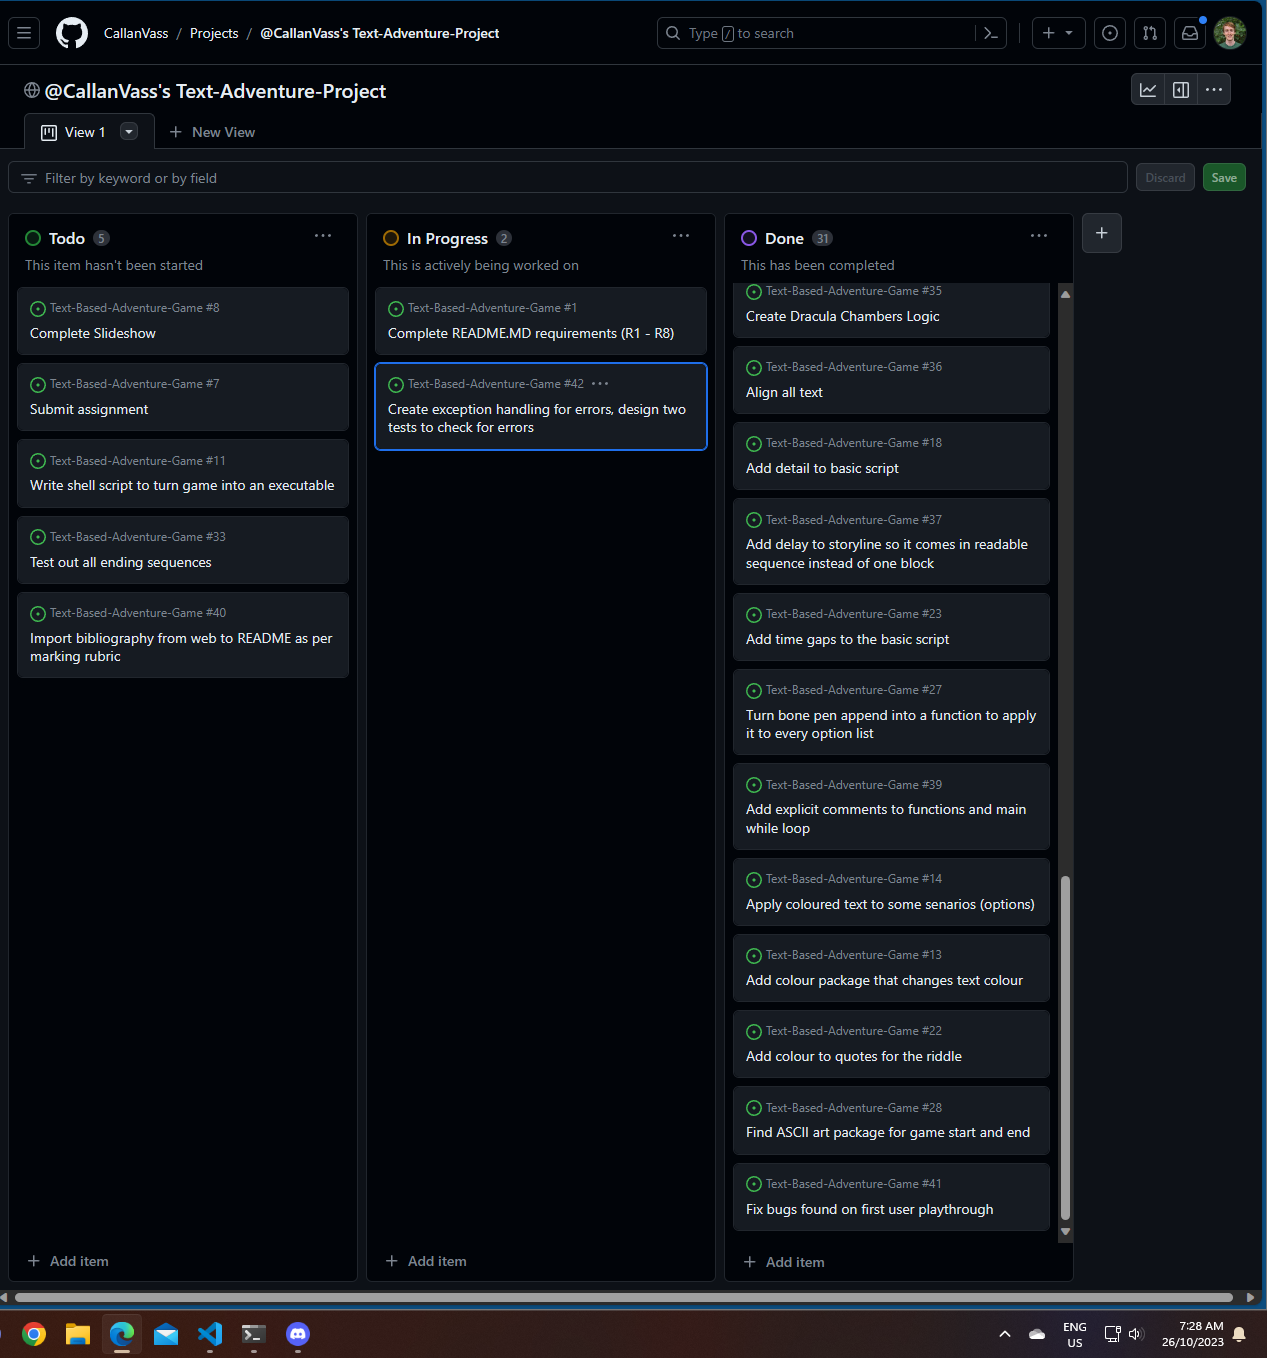 CallanVass / Projects / @CallanVass's Text-Adventure-Project
Type / to search
@CallanVass's Text-Adventure-Project
View 1
New View
Filter by keyword or by field
Discard
Save
Todo 5
This item hasn't been started
Text-Based-Adventure-Game #8
Complete Slideshow
Text-Based-Adventure-Game #7
Submit assignment
Text-Based-Adventure-Game #11
Write shell script to turn game into an executable
Text-Based-Adventure-Game #33
Test out all ending sequences
Text-Based-Adventure-Game #40
Import bibliography from web to README as per
marking rubric
Add item
In Progress 2
This is actively being worked on
Text-Based-Adventure-Game #1
Complete README.MD requirements (R1 - R8)
Text-Based-Adventure-Game #42
Create exception handling for errors, design two
tests to check for errors
Add item
Done 31
This has been completed
Text-Based-Adventure-Game #35
Create Dracula Chambers Logic
Text-Based-Adventure-Game #36
Align all text
Text-Based-Adventure-Game #18
Add detail to basic script
Text-Based-Adventure-Game #37
Add delay to storyline so it comes in readable
sequence instead of one block
Text-Based-Adventure-Game #23
Add time gaps to the basic script
Text-Based-Adventure-Game #27
Turn bone pen append into a function to apply
it to every option list
Text-Based-Adventure-Game #39
Add explicit comments to functions and main
while loop
Text-Based-Adventure-Game #14
Apply coloured text to some senarios (options)
Text-Based-Adventure-Game #13
Add colour package that changes text colour
Text-Based-Adventure-Game #22
Add colour to quotes for the riddle
Text-Based-Adventure-Game #28
Find ASCII art package for game start and end
Text-Based-Adventure-Game #41
Fix bugs found on first user playthrough
Add item
ENG
US
7:28 AM
26/10/2023